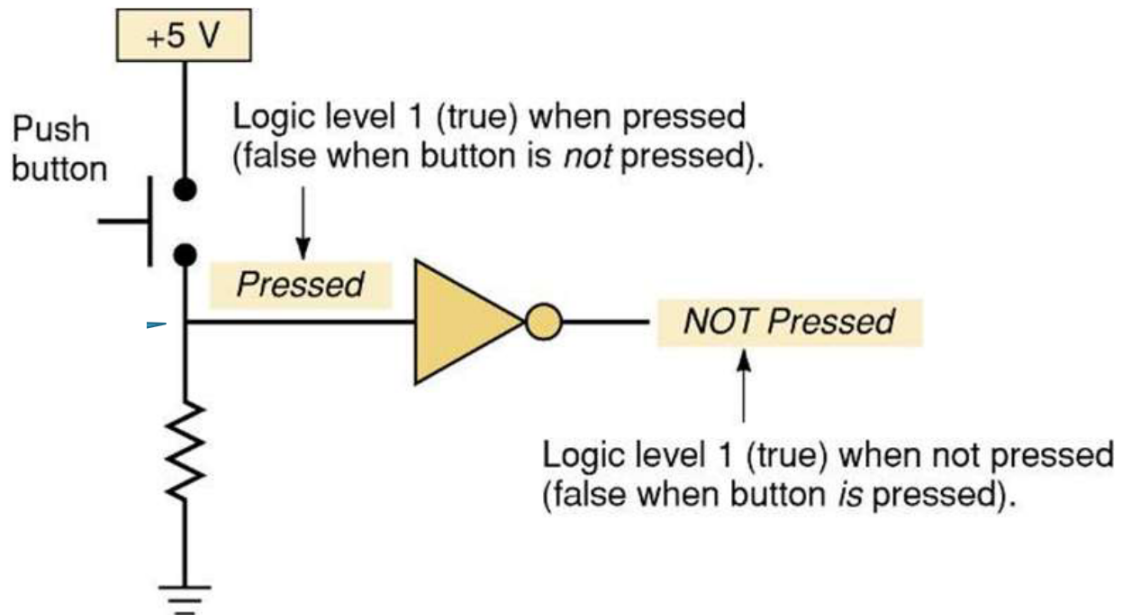 +5 V
Push
button
Logic level 1 (true) when pressed
(false when button is not pressed).
Pressed
NOT Pressed
Logic level 1 (true) when not pressed
(false when button is pressed).